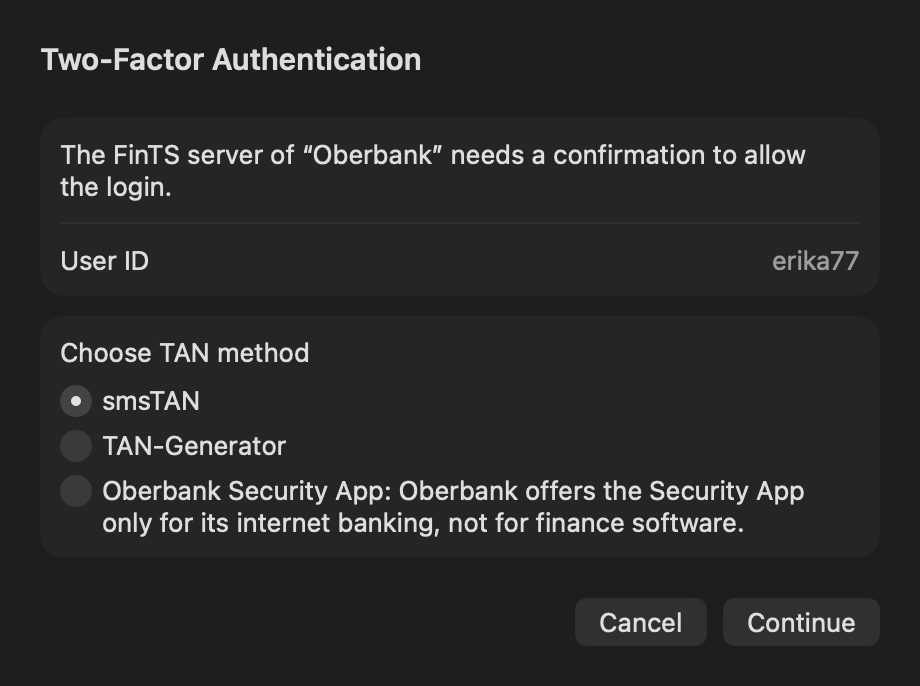 Two-Factor Authentication
The FinTS server of “Oberbank” needs a confirmation to allow
the login.
User ID
erika77
Choose TAN method
smsTAN
TAN-Generator
Oberbank Security App: Oberbank offers the Security App
only for its internet banking, not for finance software.
Cancel
Continue